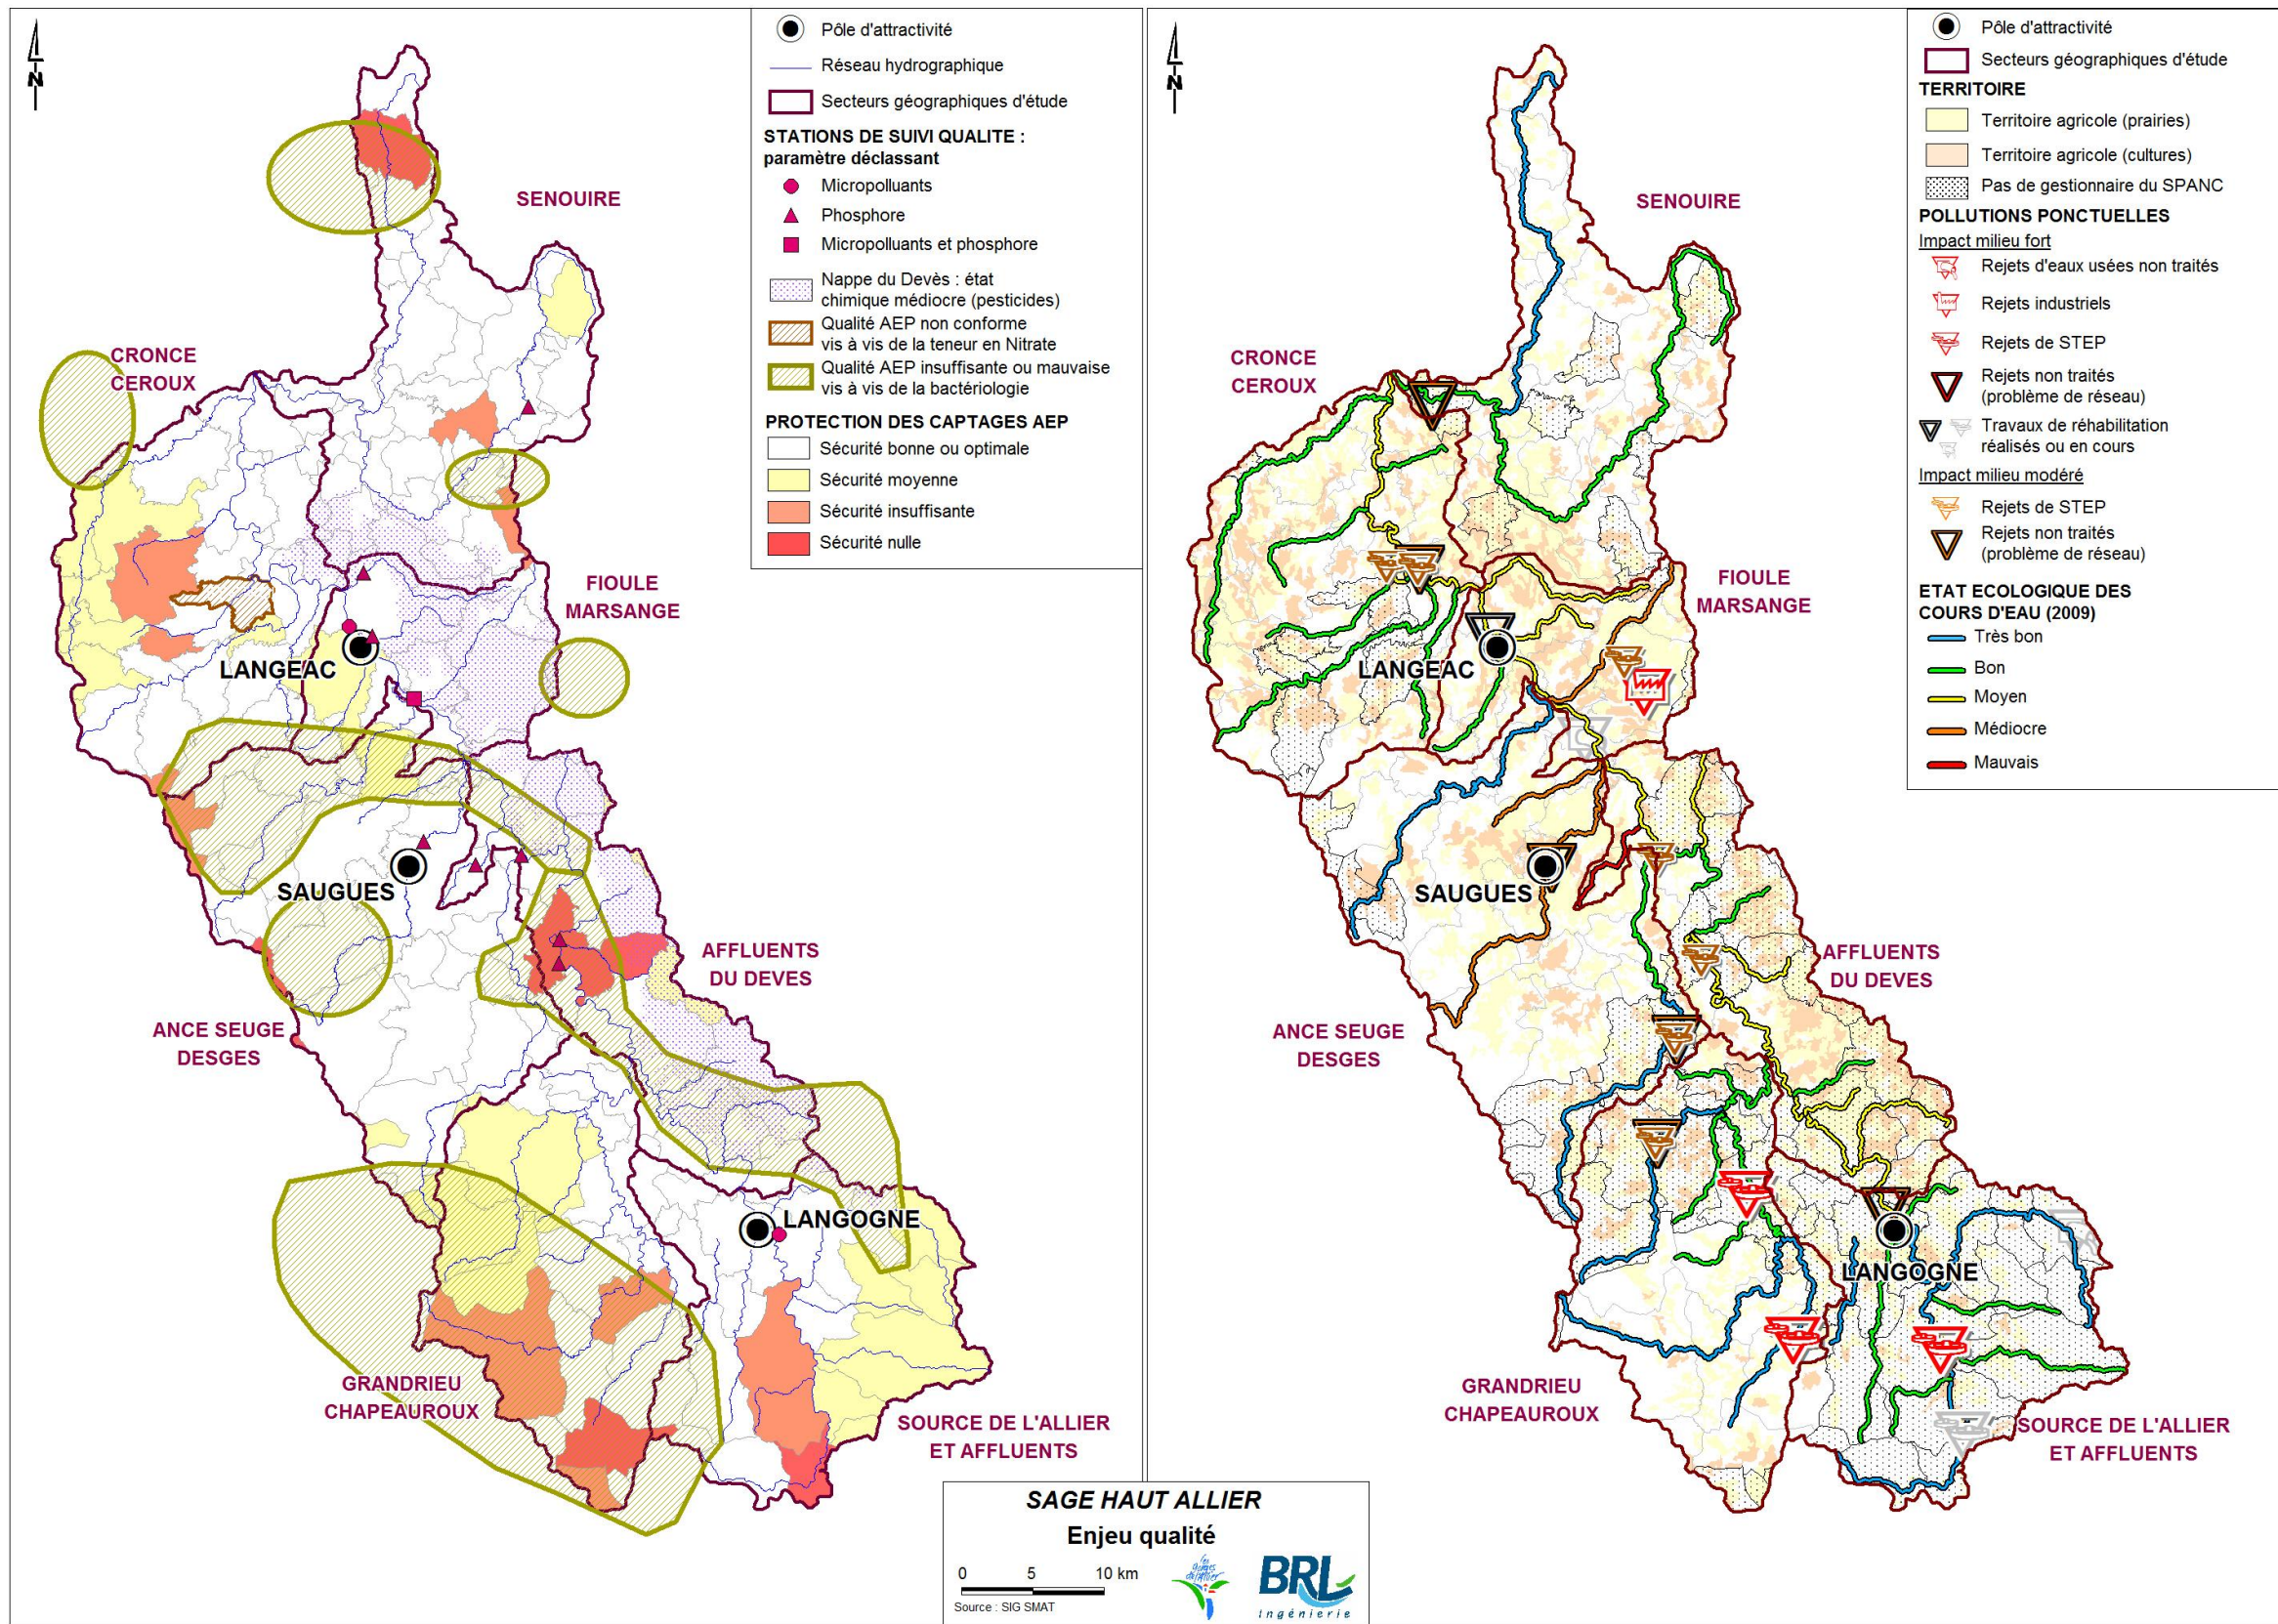 N
Pôle d'attractivité
Réseau hydrographique
Secteurs géographiques d'étude
STATIONS DE SUIVI QUALITE :
paramètre déclassant
Micropolluants
Phosphore
Micropolluants et phosphore
Nappe du Devès : état
chimique médiocre (pesticides)
Qualité AEP non conforme
vis à vis de la teneur en Nitrate
Qualité AEP insuffisante ou mauvaise
vis à vis de la bactériologie
PROTECTION DES CAPTAGES AEP
Sécurité bonne ou optimale
Sécurité moyenne
Sécurité insuffisante
Sécurité nulle
SENOUIRE
CRONCE
CEROUX
FIOULE
MARSANGE
LANGEAC
SAUGUES
AFFLUENTS
DU DEVES
ANCE SEUGE
DESGES
LANGOGNE
GRANDRIEU
CHAPEAUROUX
SOURCE DE L'ALLIER
ET AFFLUENTS
N
Pôle d'attractivité
Secteurs géographiques d'étude
TERRITOIRE
Territoire agricole (prairies)
Territoire agricole (cultures)
Pas de gestionnaire du SPANC
POLLUTIONS PONCTUELLES
Impact milieu fort
Rejets d'eaux usées non traités
Rejets industriels
Rejets de STEP
Rejets non traités
(problème de réseau)
Travaux de réhabilitation
réalisés ou en cours
Impact milieu modéré
Rejets de STEP
Rejets non traités
(problème de réseau)
ETAT ECOLOGIQUE DES
COURS D'EAU (2009)
Très bon
Bon
Moyen
Médiocre
Mauvais
SENOUIRE
CRONCE
CEROUX
FIOULE
MARSANGE
LANGEAC
SAUGUES
AFFLUENTS
DU DEVES
ANCE SEUGE
DESGES
LANGOGNE
GRANDRIEU
CHAPEAUROUX
SOURCE DE L'ALLIER
ET AFFLUENTS
SAGE HAUT ALLIER
Enjeu qualité
0 5 10 km
Source : SIG SMAT
les
gorges
de l'allier
BRL
Ingénierie